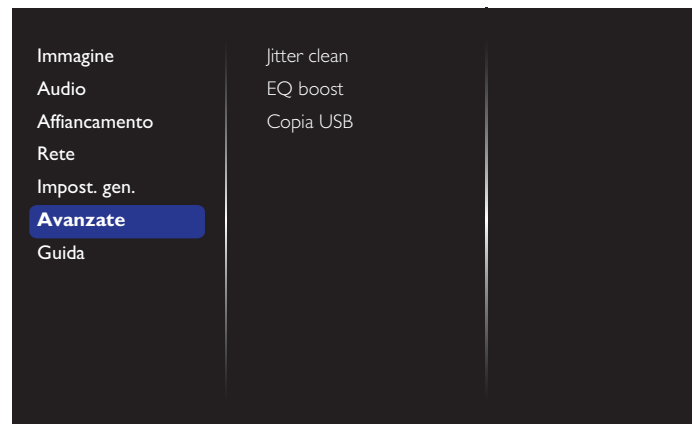 Immagine
Audio
Affiancamento
Rete
Impost. gen.
Avanzate
Guida
Jitter clean
EQ boost
Copia USB